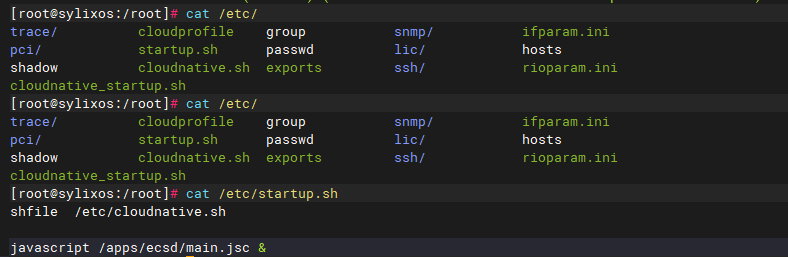 [root@sylixos:/root]# cat /etc/
trace/ cloudprofile group snmp/ ifparam.ini
pci/ startup.sh passwd lic/ hosts
shadow cloudnative.sh exports ssh/ rioparam.ini
cloudnative_startup.sh
[root@sylixos:/root]# cat /etc/
trace/ cloudprofile group snmp/ ifparam.ini
pci/ startup.sh passwd lic/ hosts
shadow cloudnative.sh exports ssh/ rioparam.ini
cloudnative_startup.sh
[root@sylixos:/root]# cat /etc/startup.sh
shfile /etc/cloudnative.sh
javascript /apps/ecsd/main.jsc &